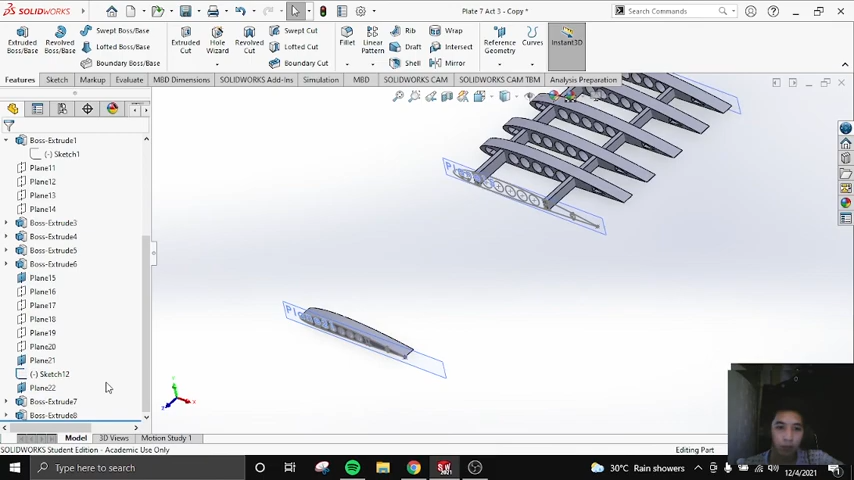 SOLIDWORKS
Plate 7 Act 3 - Copy *
Search Commands
Extruded Boss/Base
Revolved Boss/Base
Swept Boss/Base
Lofted Boss/Base
Boundary Boss/Base
Extruded Cut
Hole Wizard
Revolved Cut
Swept Cut
Lofted Cut
Boundary Cut
Fillet
Linear Pattern
Rib
Draft
Shell
Wrap
Intersect
Mirror
Reference Geometry
Curves
Instant3D
Features Sketch Markup Evaluate MBD Dimensions SOLIDWORKS Add-Ins Simulation MBD SOLIDWORKS CAM SOLIDWORKS CAM TBM Analysis Preparation
Boss-Extrude1
(-) Sketch1
Plane11
Plane12
Plane13
Plane14
Boss-Extrude3
Boss-Extrude4
Boss-Extrude5
Boss-Extrude6
Plane15
Plane16
Plane17
Plane18
Plane19
Plane20
Plane21
(-) Sketch12
Plane22
Boss-Extrude7
Boss-Extrude8
Model 3D Views Motion Study 1
SOLIDWORKS Student Edition - Academic Use Only
Editing Part
Type here to search
30°C Rain showers
12/4/2021